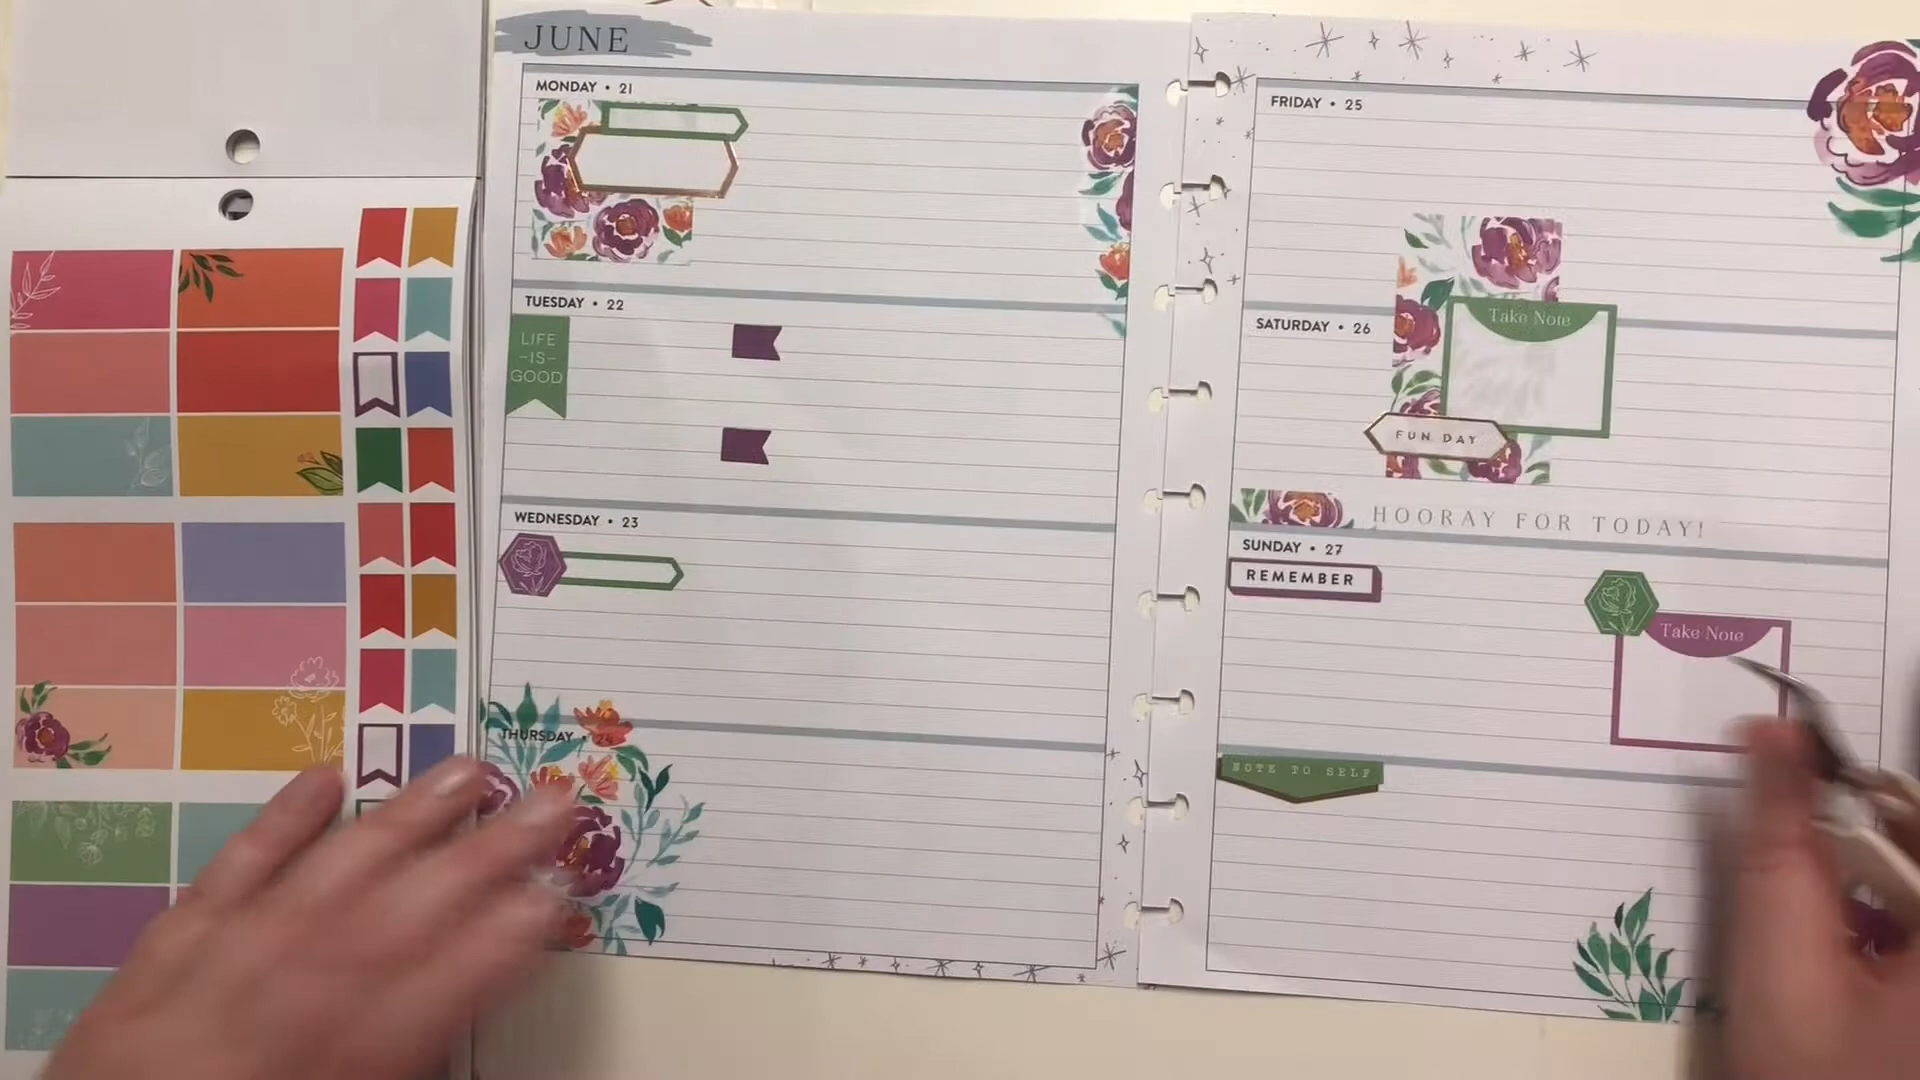 JUNE
MONDAY • 21
TUESDAY • 22
LIFE
-IS-
GOOD
WEDNESDAY • 23
THURSDAY • 24
FRIDAY • 25
Take Note
SATURDAY • 26
FUN DAY
HOORAY FOR TODAY!
SUNDAY • 27
REMEMBER
Take Note
NOTE TO SELF